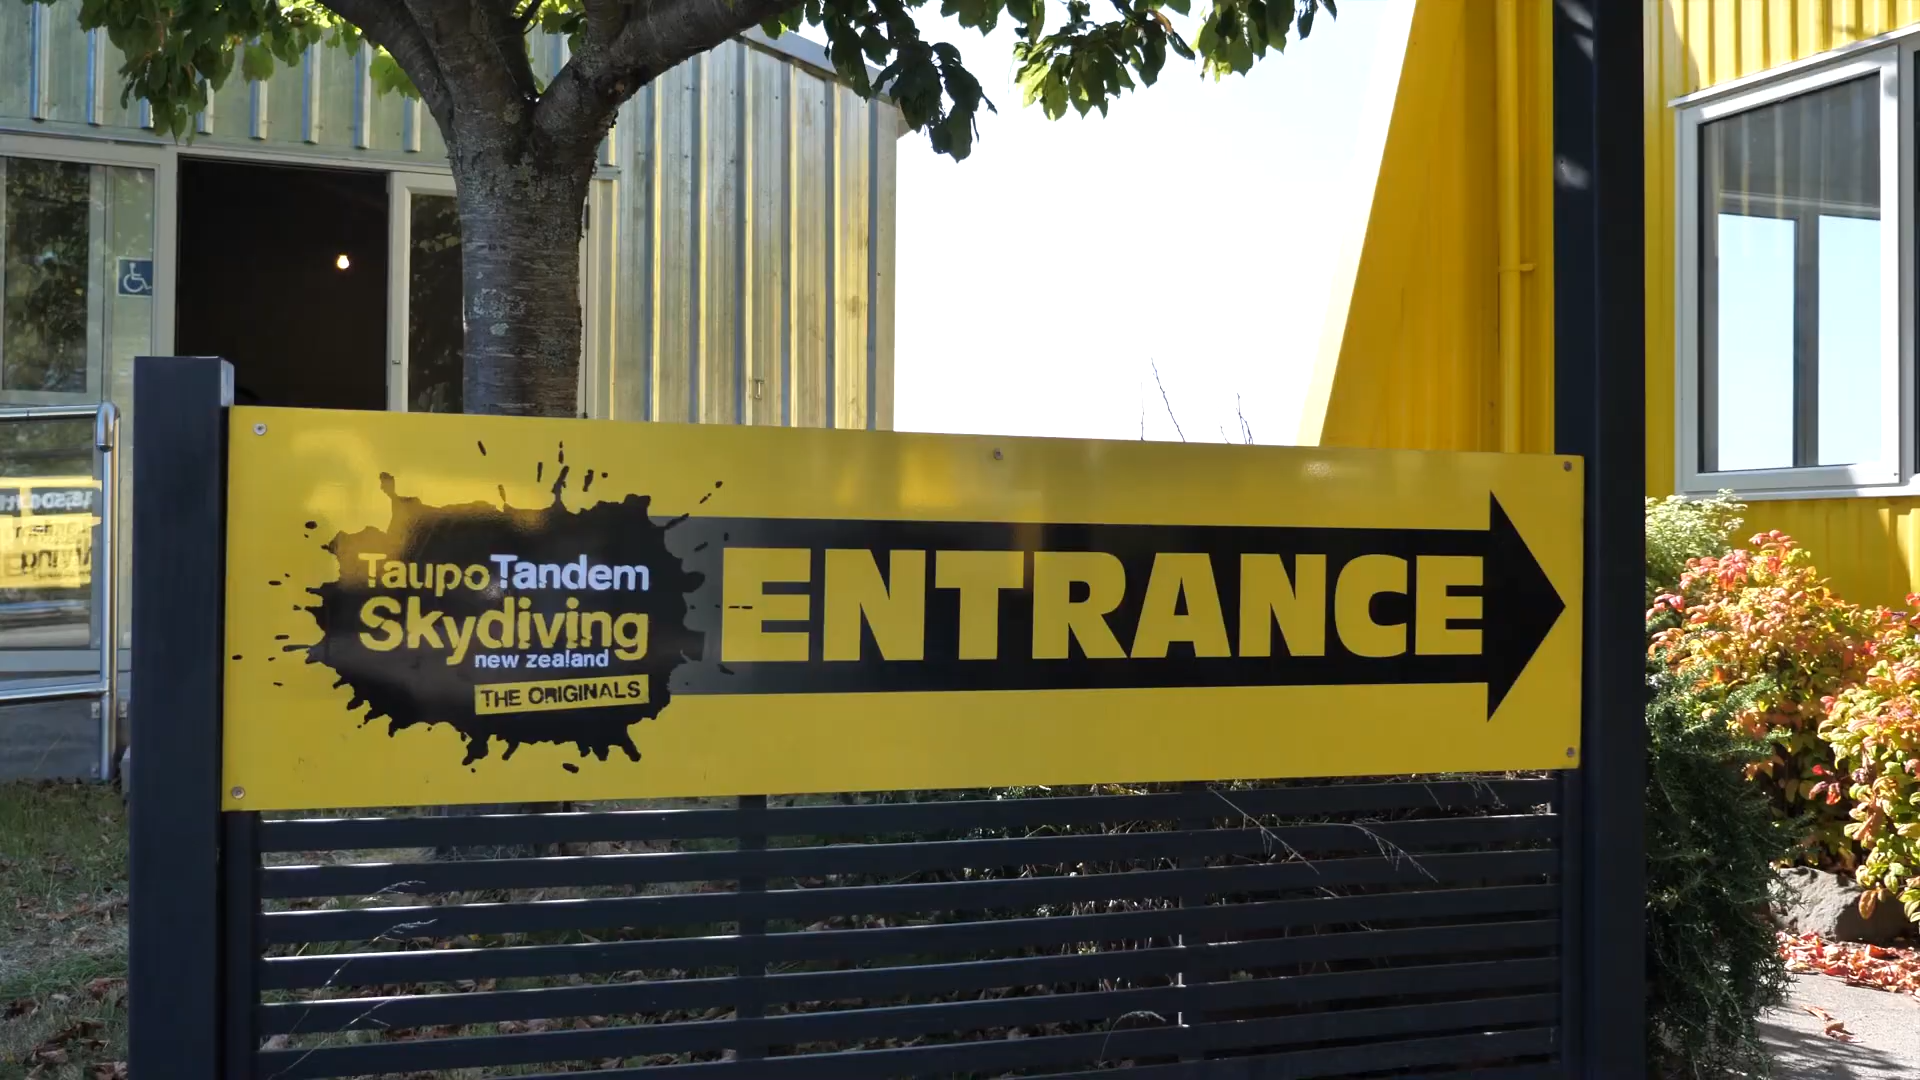 TaupoTandem
Skydiving
new zealand
THE ORIGINALS
ENTRANCE